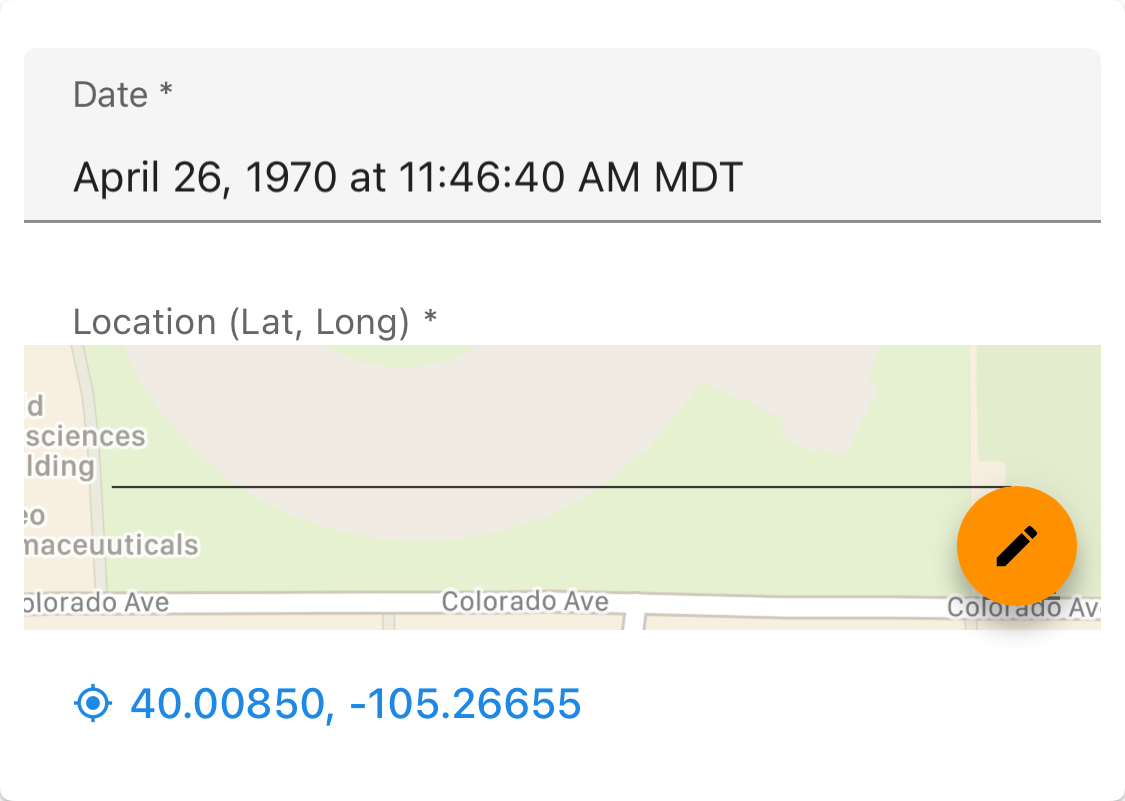 Date *
April 26, 1970 at 11:46:40 AM MDT
Location (Lat, Long) *
d
sciences
lding
eo
maceuuticals
olorado Ave
Colorado Ave
Colorado Av
40.00850, -105.26655